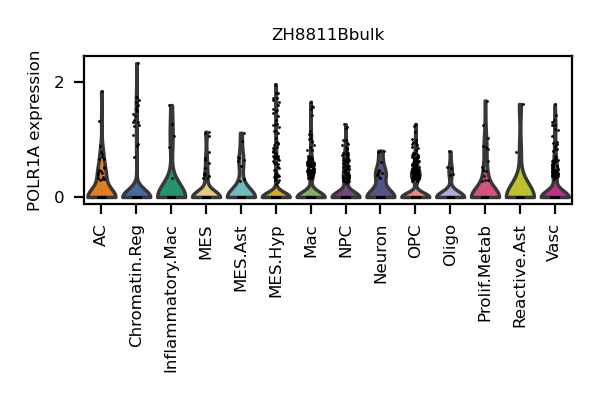 ZH8811Bbulk
POLR1A expression
2
0
AC
Chromatin.Reg
Inflammatory.Mac
MES
MES.Ast
MES.Hyp
Mac
NPC
Neuron
OPC
Oligo
Prolif.Metab
Reactive.Ast
Vasc